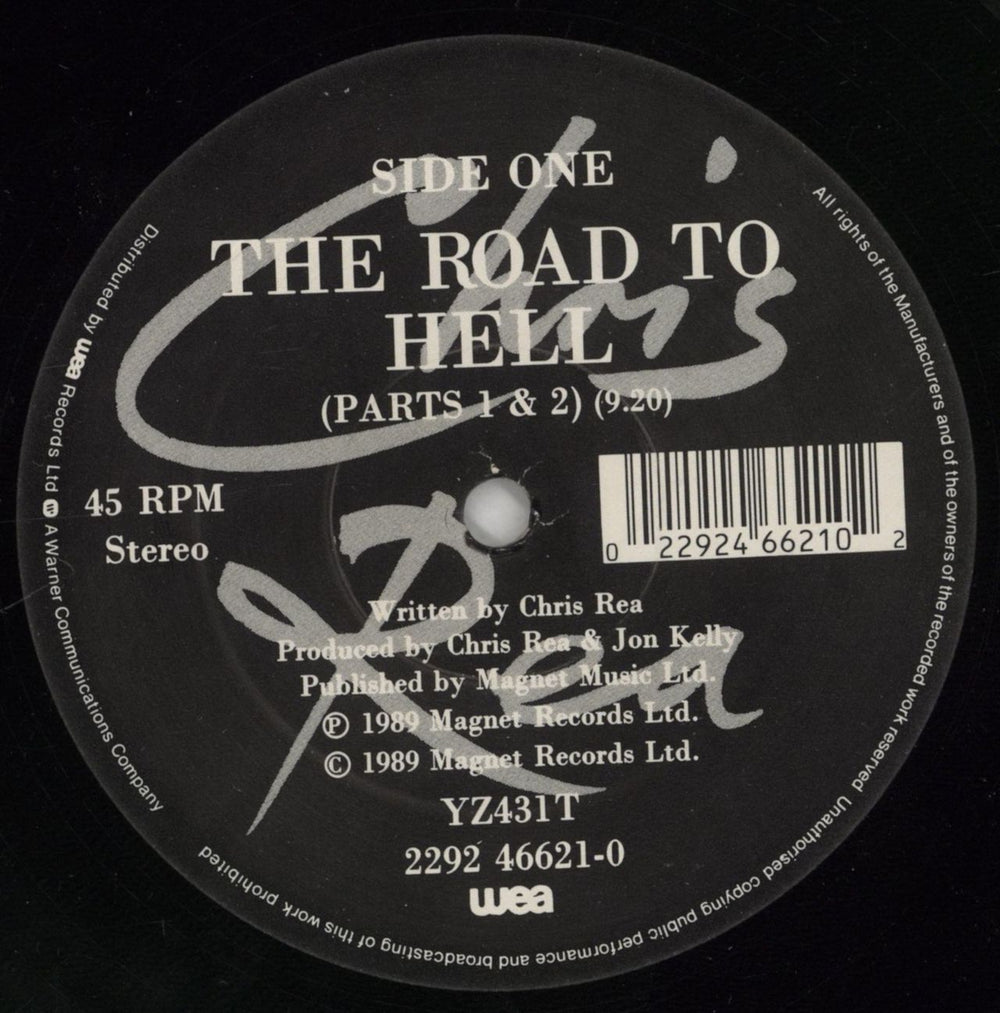 Chris Rea
SIDE ONE
THE ROAD TO
HELL
(PARTS 1 & 2) (9.20)
45 RPM
Stereo
0 22924 66210 2
Written by Chris Rea
Produced by Chris Rea & Jon Kelly
Published by Magnet Music Ltd.
℗ 1989 Magnet Records Ltd.
© 1989 Magnet Records Ltd.
YZ431T
2292 46621-0
wea
Distributed by wea Records Ltd W A Warner Communications Company
All rights of the Manufacturers and of the owners of the recorded work reserved Unauthorised copying public performance and broadcasting of this work prohibited